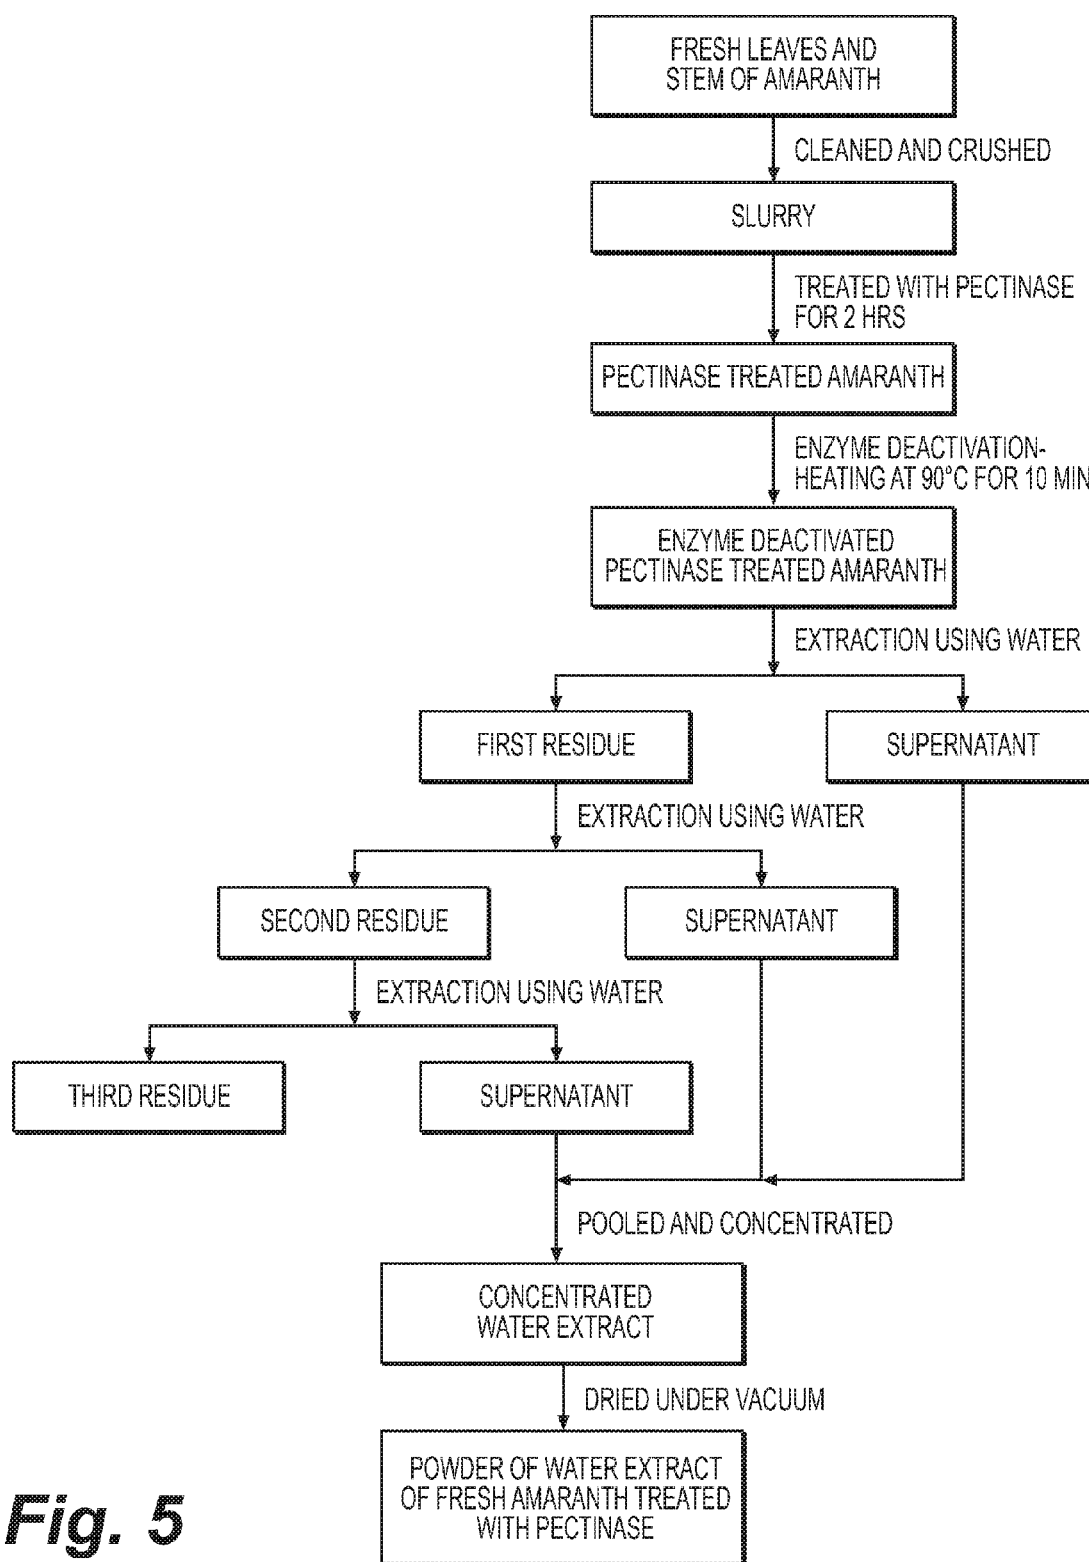 FRESH LEAVES AND
STEM OF AMARANTH
CLEANED AND CRUSHED
SLURRY
TREATED WITH PECTINASE
FOR 2 HRS
PECTINASE TREATED AMARANTH
ENZYME DEACTIVATION-
HEATING AT 90°C FOR 10 MIN
ENZYME DEACTIVATED
PECTINASE TREATED AMARANTH
EXTRACTION USING WATER
FIRST RESIDUE
SUPERNATANT
EXTRACTION USING WATER
SECOND RESIDUE
SUPERNATANT
EXTRACTION USING WATER
THIRD RESIDUE
SUPERNATANT
POOLED AND CONCENTRATED
CONCENTRATED
WATER EXTRACT
DRIED UNDER VACUUM
POWDER OF WATER EXTRACT
OF FRESH AMARANTH TREATED
WITH PECTINASE
Fig. 5